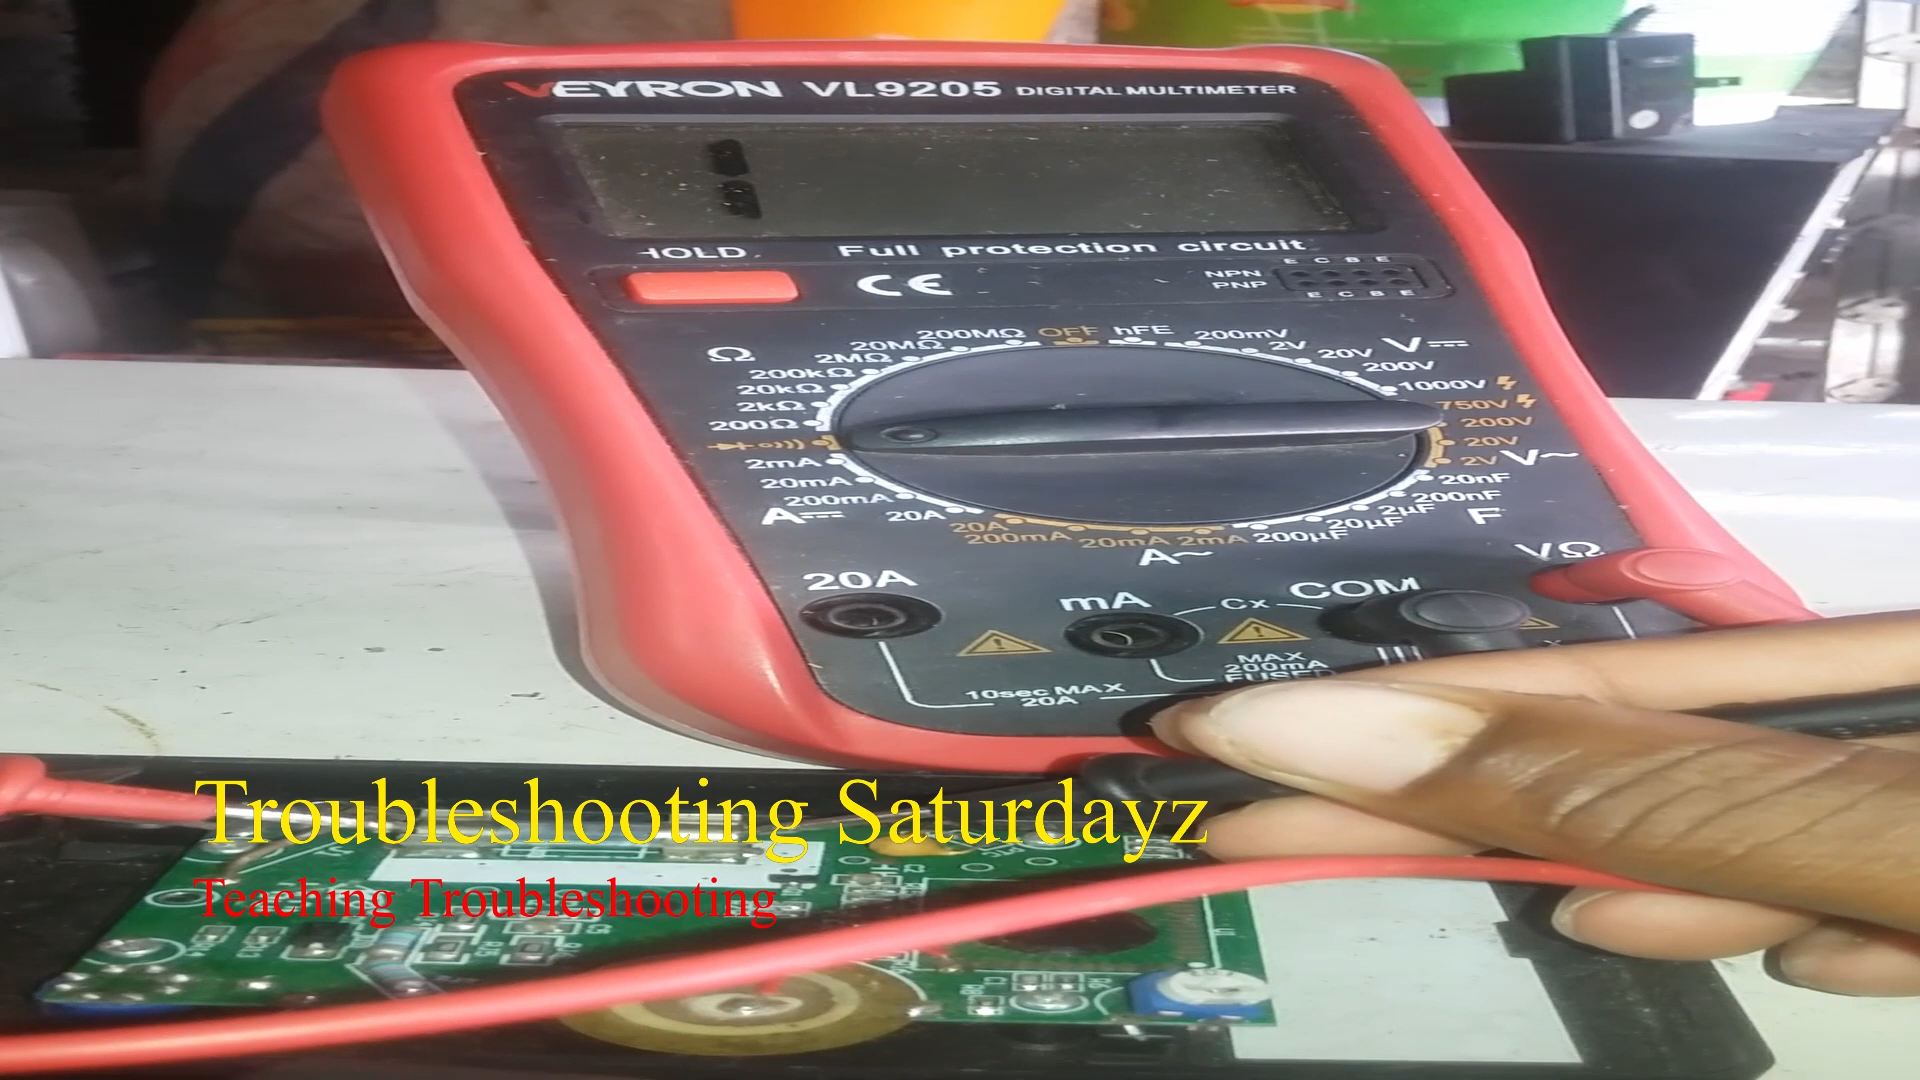 VEYRON VL9205 DIGITAL MULTIMETER
1
HOLD
Full protection circuit
CE
NPN
PNP
E C B E
E C B E
Ω
200MΩ
20MΩ
2MΩ
200kΩ
20kΩ
2kΩ
200Ω
OFF
hFE
200mV
2V
20V
200V
1000V
V
750V
200V
20V
2V
V~
20nF
200nF
2µF
20µF
200µF
F
2mA
20mA
200mA
20A
A
20A
200mA
20mA
2mA
A~
20A
mA
Cx
COM
VΩ
MAX
200mA
FUSED
10sec MAX
20A
Troubleshooting Saturdayz
Teaching Troubleshooting